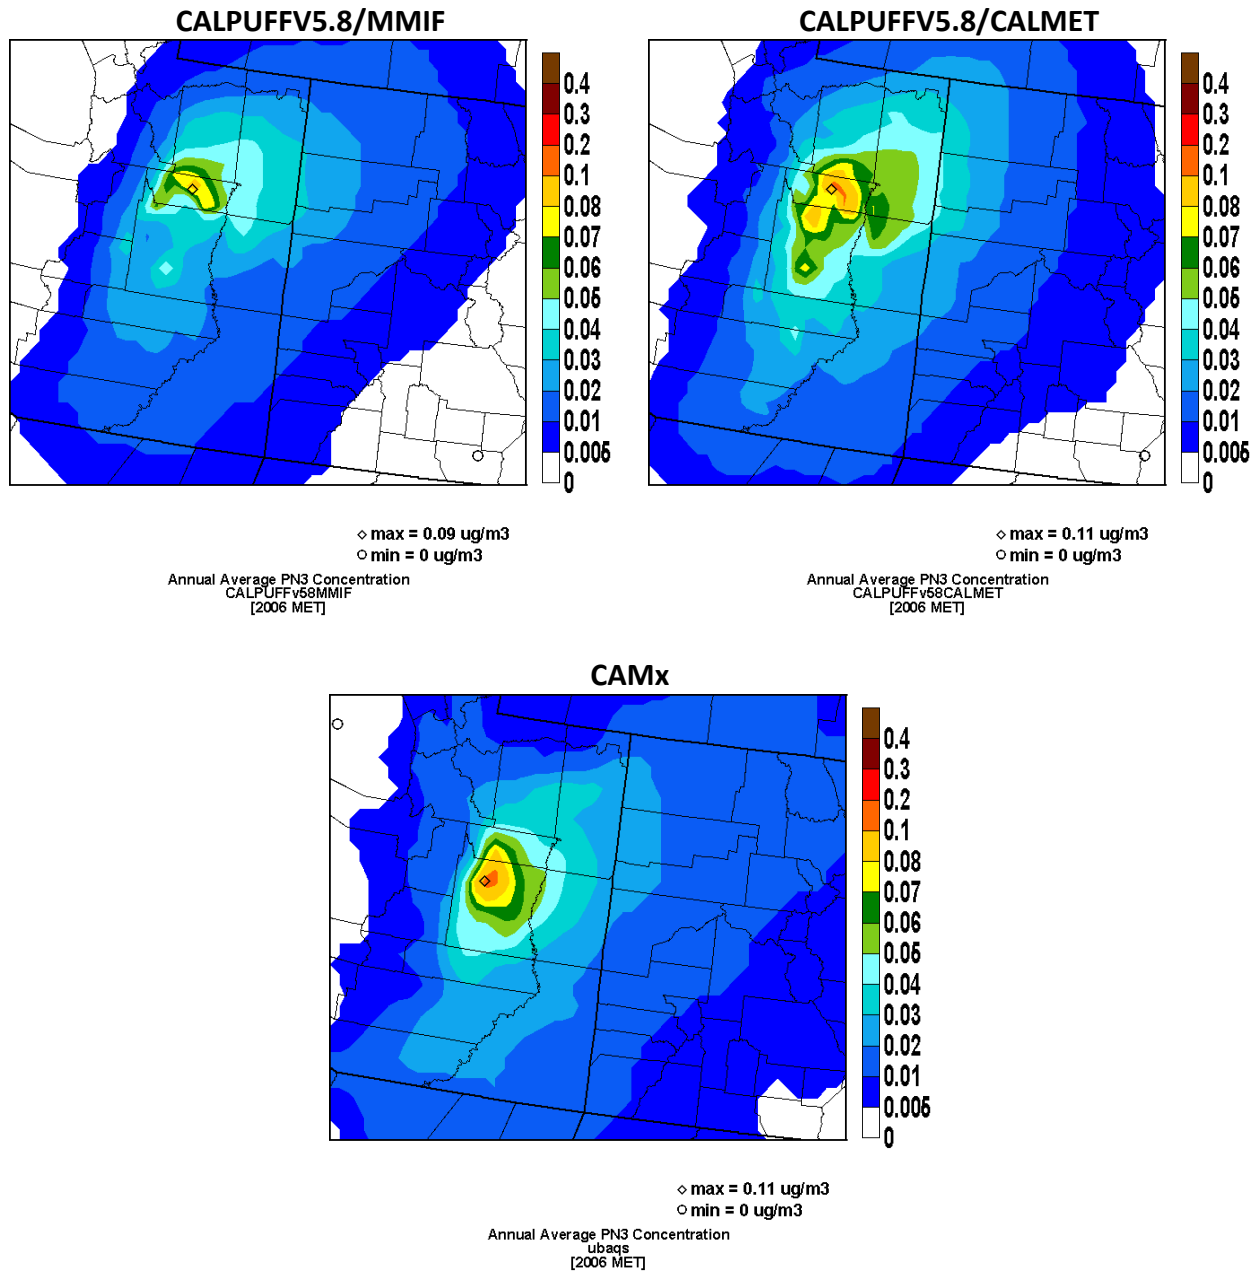 CALPUFFV5.8/MMIF
0.4
0.3
0.2
0.1
0.08
0.07
0.06
0.05
0.04
0.03
0.02
0.01
0.005
0
max = 0.09 ug/m3
min = 0 ug/m3
Annual Average PN3 Concentration
CALPUFFv58MMIF
[2006 MET]
CALPUFFV5.8/CALMET
0.4
0.3
0.2
0.1
0.08
0.07
0.06
0.05
0.04
0.03
0.02
0.01
0.005
0
max = 0.11 ug/m3
min = 0 ug/m3
Annual Average PN3 Concentration
CALPUFFv58CALMET
[2006 MET]
CAMx
0.4
0.3
0.2
0.1
0.08
0.07
0.06
0.05
0.04
0.03
0.02
0.01
0.005
0
max = 0.11 ug/m3
min = 0 ug/m3
Annual Average PN3 Concentration
ubaqs
[2006 MET]